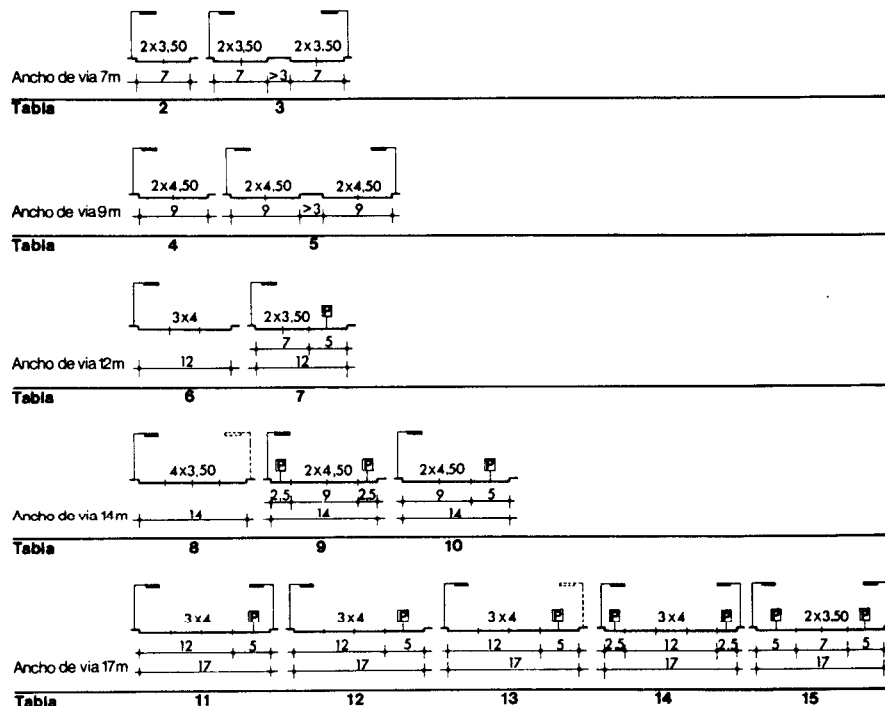 2x3,50 2x3,50 2x3.50
Ancho de via 7m 7 7 >3 7
Tabla 2 3
2x4,50 2x4,50 2x4,50
Ancho de via 9m 9 9 >3 9
Tabla 4 5
3x4 2x3,50 P
7 5
Ancho de via 12m 12 12
Tabla 6 7
4x3,50 P 2x4,50 P 2x4,50 P
2,5 9 2,5 9 5
Ancho de via 14m 14 14 14
Tabla 8 9 10
3x4 P 3x4 P 3x4 P P 3x4 P P 2x3,50 P
12 5 12 5 12 5 2,5 12 2,5 5 7 5
Ancho de via 17m 17 17 17 17 17
Tabla 11 12 13 14 15